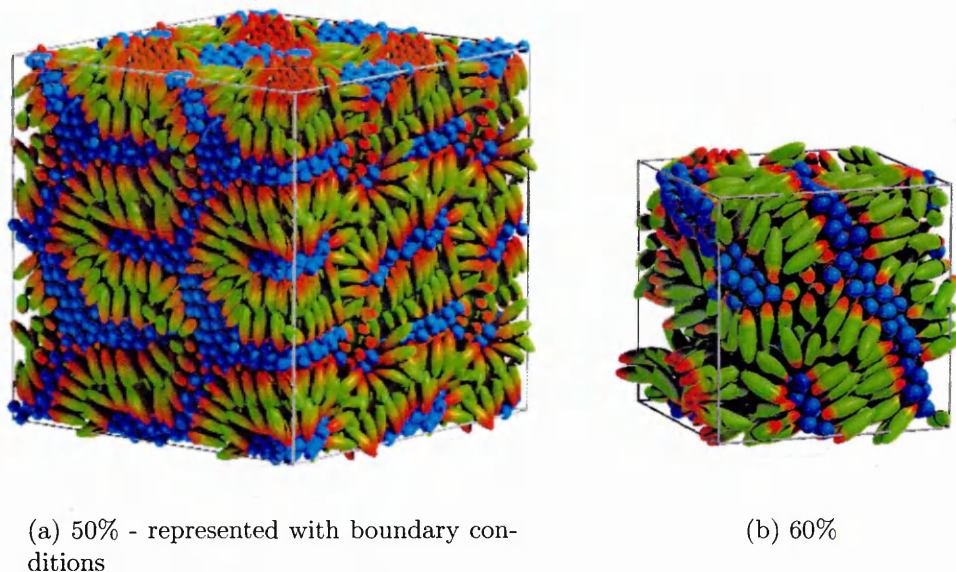 (a) 50% - represented with boundary con-
ditions
(b) 60%